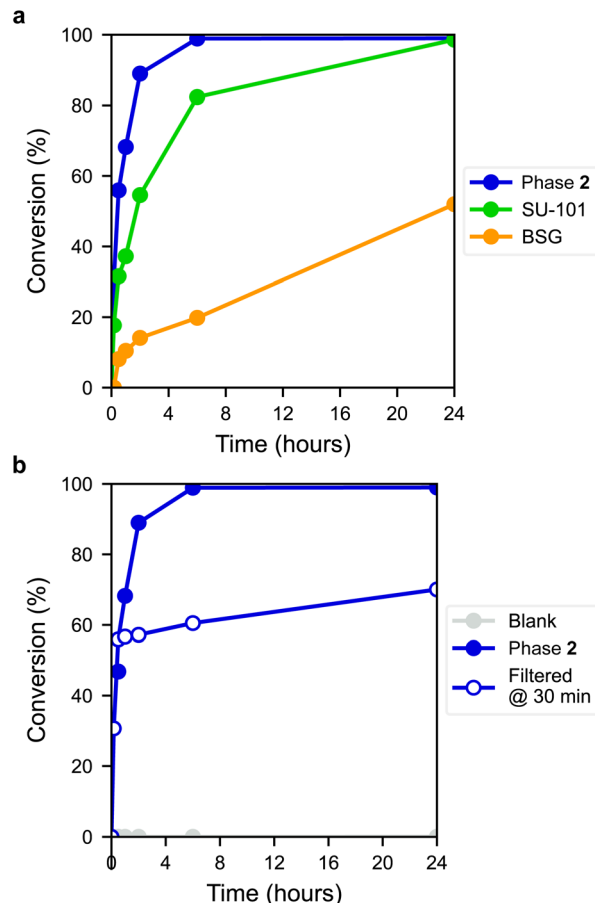 a
100
80
60
40
20
0
Conversion (%)
0 4 8 12 16 20 24
Time (hours)
Phase 2
SU-101
BSG
b
100
80
60
40
20
0
Conversion (%)
0 4 8 12 16 20 24
Time (hours)
Blank
Phase 2
Filtered
@ 30 min